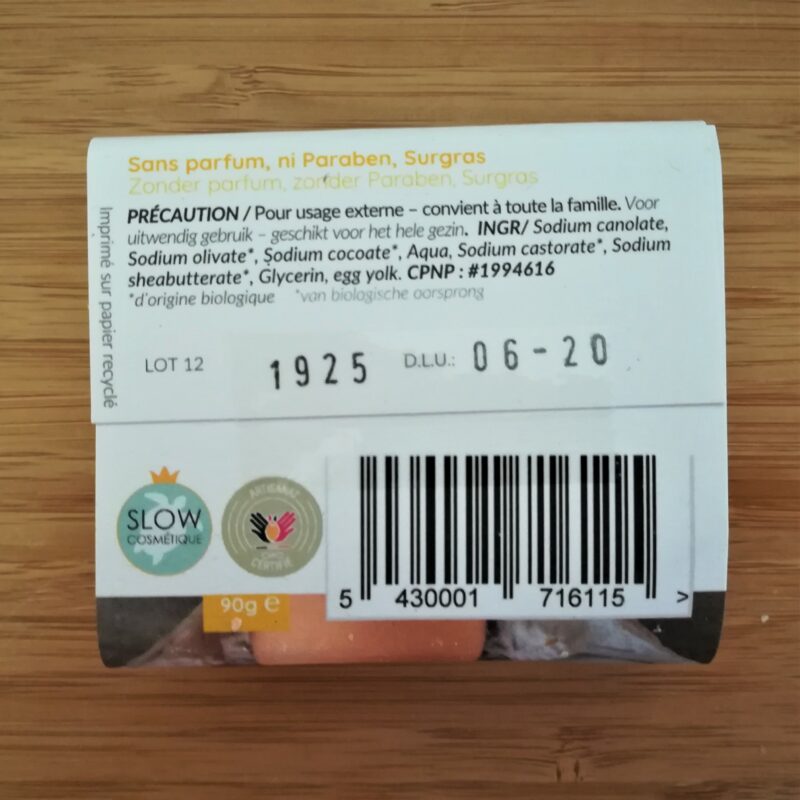 Sans parfum, ni Paraben, Surgras
Zonder parfum, zonder Paraben, Surgras
PRÉCAUTION / Pour usage externe – convient à toute la famille. Voor
uitwendig gebruik – geschikt voor het hele gezin. INGR/ Sodium canolate,
Sodium olivate*, Sodium cocoate*, Aqua, Sodium castorate*, Sodium
sheabutterate*, Glycerin, egg yolk. CPNP : #1994616
*d'origine biologique *van biologische oorsprong
Imprimé sur papier recyclé
LOT 12 1925 D.L.U.: 06-20
SLOW
COSMÉTIQUE
ARTISANAT
CERTIFIÉ
90g e
5 430001 716115 >